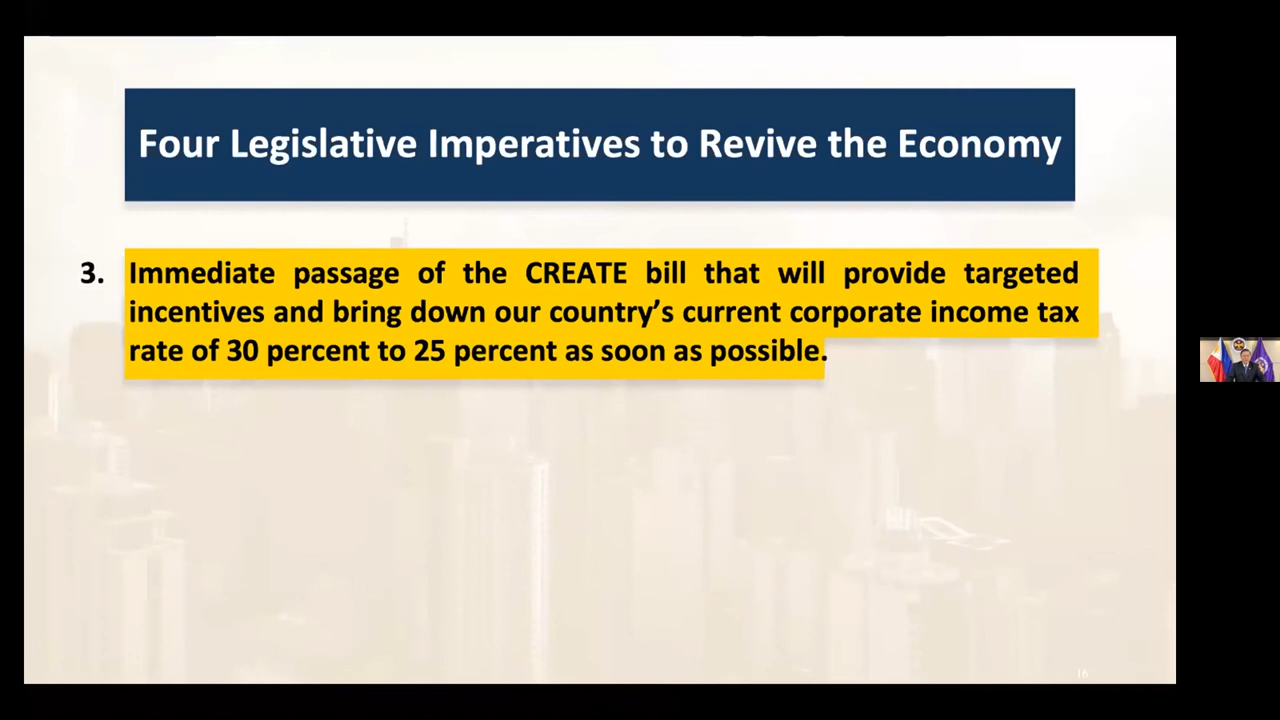 Four Legislative Imperatives to Revive the Economy
3. Immediate passage of the CREATE bill that will provide targeted
incentives and bring down our country’s current corporate income tax
rate of 30 percent to 25 percent as soon as possible.
16